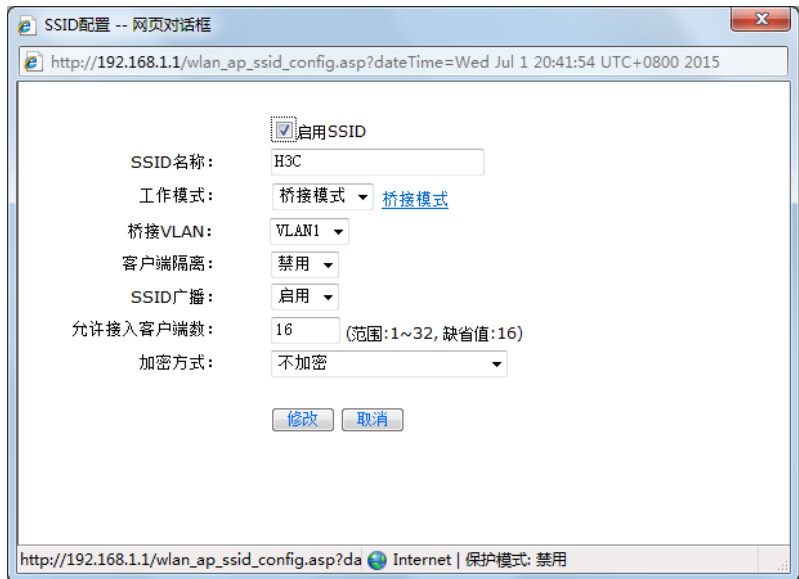 SSID配置 -- 网页对话框
http://192.168.1.1/wlan_ap_ssid_config.asp?dateTime=Wed Jul 1 20:41:54 UTC+0800 2015
启用SSID
SSID名称: H3C
工作模式: 桥接模式 桥接模式
桥接VLAN: VLAN1
客户端隔离: 禁用
SSID广播: 启用
允许接入客户端数: 16 (范围:1~32, 缺省值:16)
加密方式: 不加密
修改 取消
http://192.168.1.1/wlan_ap_ssid_config.asp?da Internet | 保护模式: 禁用